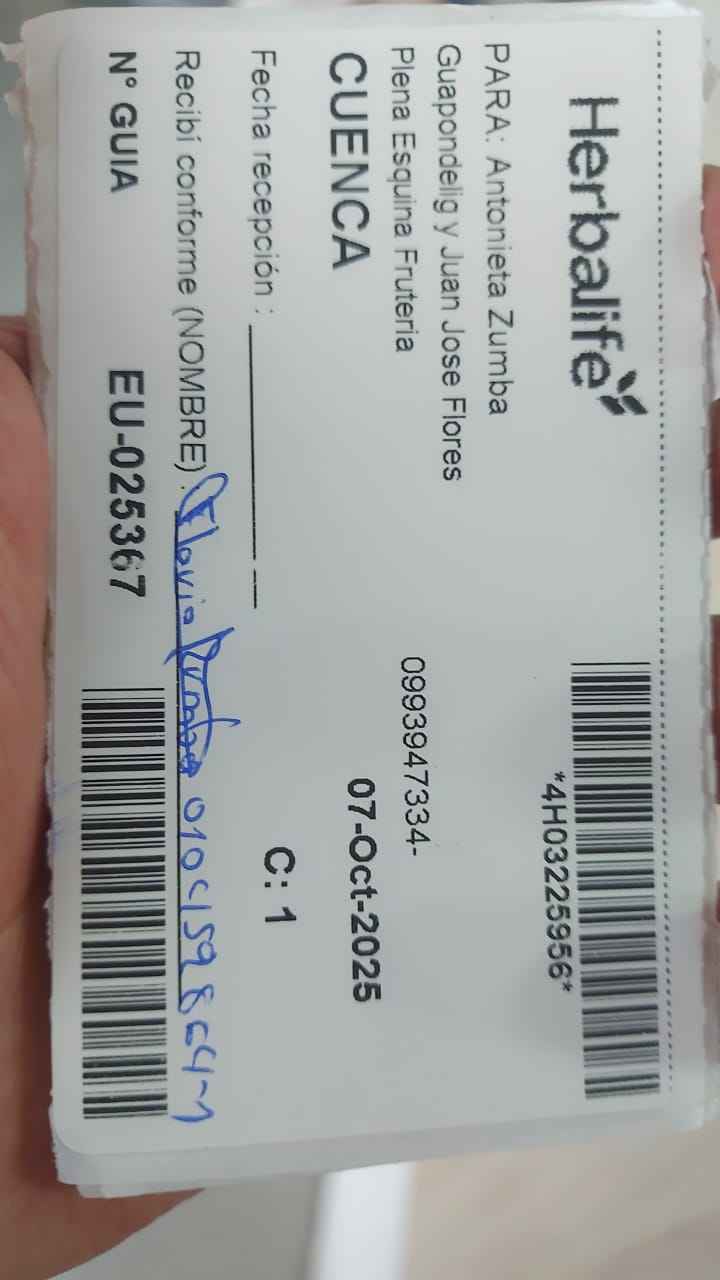 Herbalife
*4H03225956*
PARA: Antonieta Zumba
Guapondelig y Juan Jose Flores
Plena Esquina Fruteria
0993947334-
CUENCA
07-Oct-2025
Fecha recepción :
C: 1
Recibí conforme (NOMBRE) :
N° GUIA
EU-025367